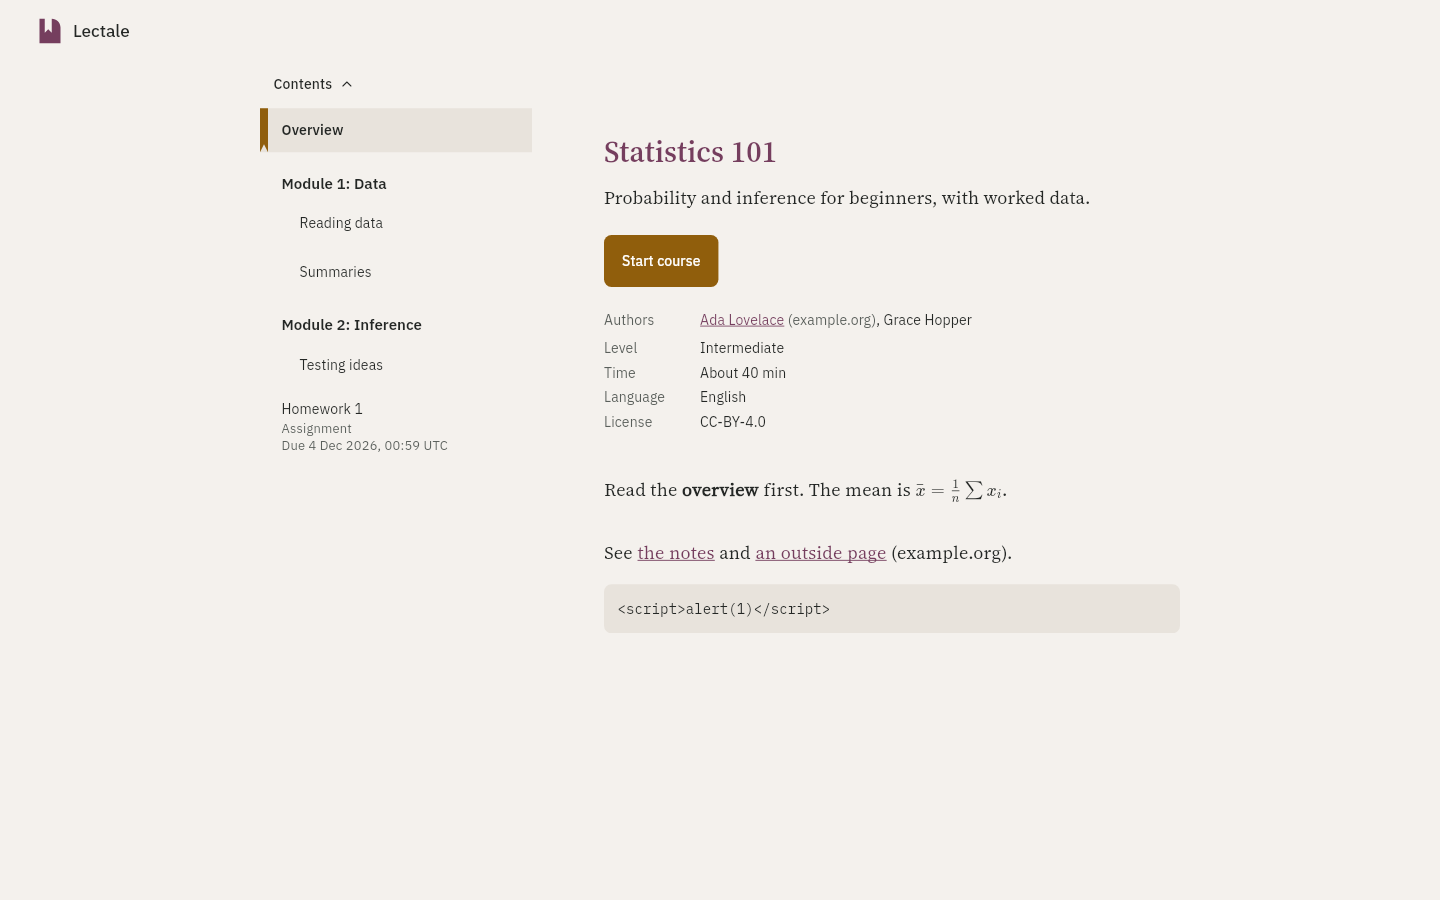 Lectale
Contents
Overview
Module 1: Data
Reading data
Summaries
Module 2: Inference
Testing ideas
Homework 1
Assignment
Due 4 Dec 2026, 00:59 UTC
Statistics 101
Probability and inference for beginners, with worked data.
Start course
Authors Ada Lovelace (example.org), Grace Hopper
Level Intermediate
Time About 40 min
Language English
License CC-BY-4.0
Read the overview first. The mean is x̄ = 1/n ∑ xᵢ.
See the notes and an outside page (example.org).
<script>alert(1)</script>